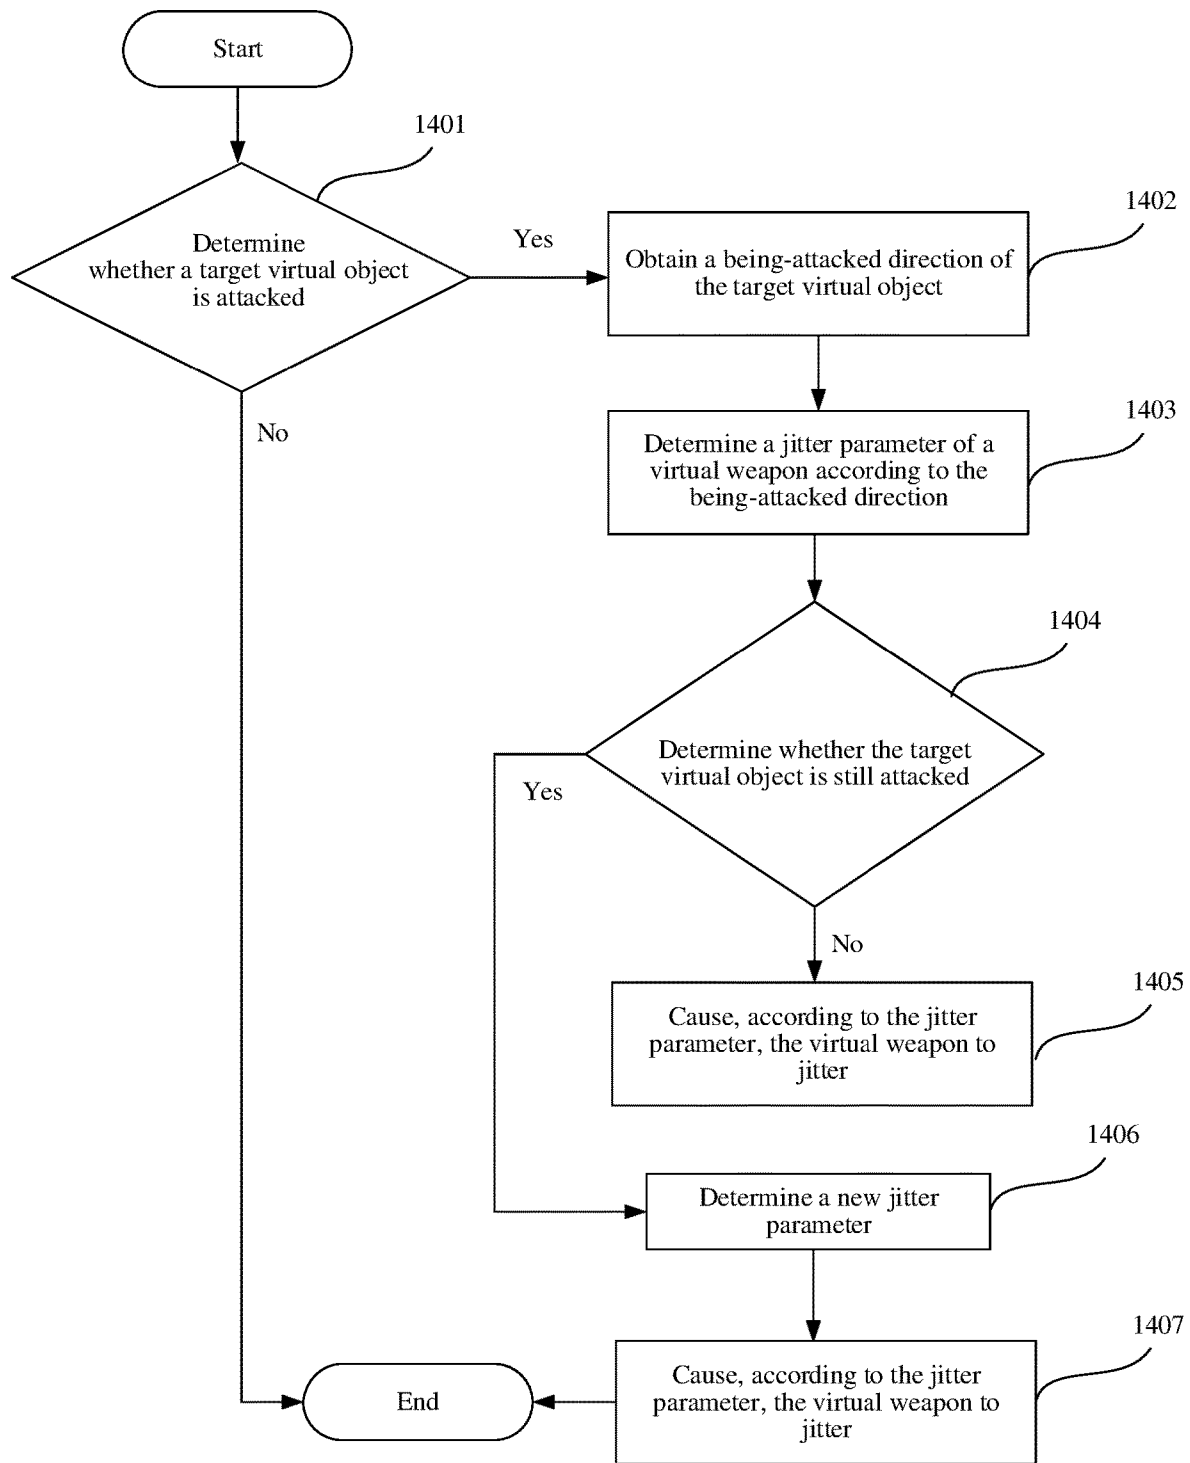 Start
1401
Determine
whether a target virtual object
is attacked
Yes
1402
Obtain a being-attacked direction of
the target virtual object
No
1403
Determine a jitter parameter of a
virtual weapon according to the
being-attacked direction
1404
Determine whether the target
virtual object is still attacked
Yes
No
1405
Cause, according to the jitter
parameter, the virtual weapon to
jitter
1406
Determine a new jitter
parameter
1407
Cause, according to the jitter
parameter, the virtual weapon to
jitter
End